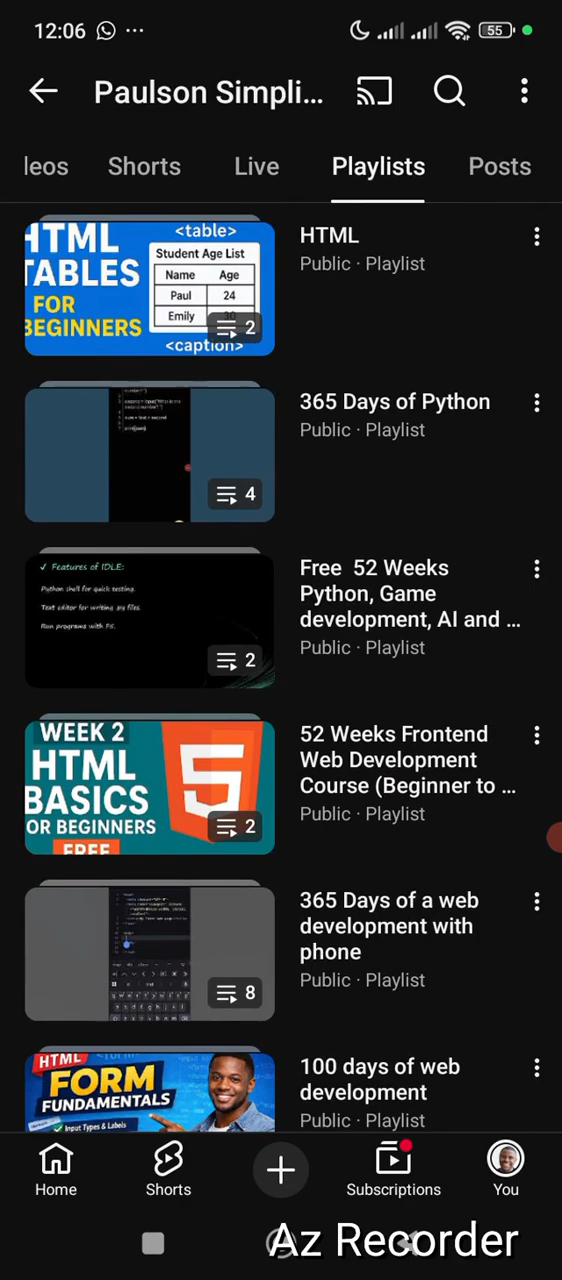 12:06
55
Paulson Simpli...
leos
Shorts
Live
Playlists
Posts
HTML
TABLES
FOR
BEGINNERS
<table>
Student Age List
Name Age
Paul 24
Emily 30
<caption>
2
HTML
Public · Playlist
4
365 Days of Python
Public · Playlist
✓ Features of IDLE:
Python shell for quick testing.
Text editor for writing .py files.
Run programs with F5.
2
Free 52 Weeks
Python, Game
development, AI and ...
Public · Playlist
WEEK 2
HTML
BASICS
OR BEGINNERS
FREE
5
2
52 Weeks Frontend
Web Development
Course (Beginner to ...
Public · Playlist
8
365 Days of a web
development with
phone
Public · Playlist
HTML
FORM
FUNDAMENTALS
✓ Input Types & Labels
100 days of web
development
Public · Playlist
Home
Shorts
Subscriptions
You
Az Recorder